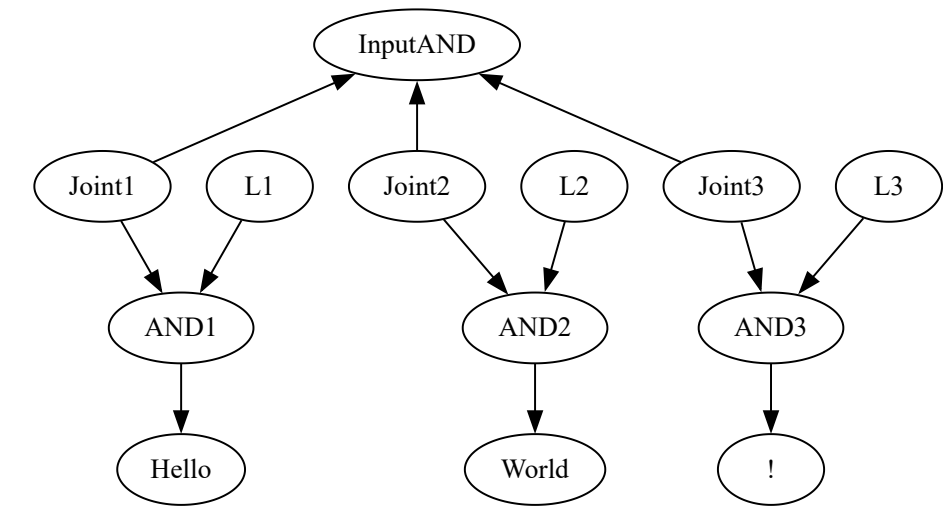 InputAND
Joint1 L1 Joint2 L2 Joint3 L3
AND1 AND2 AND3
Hello World !